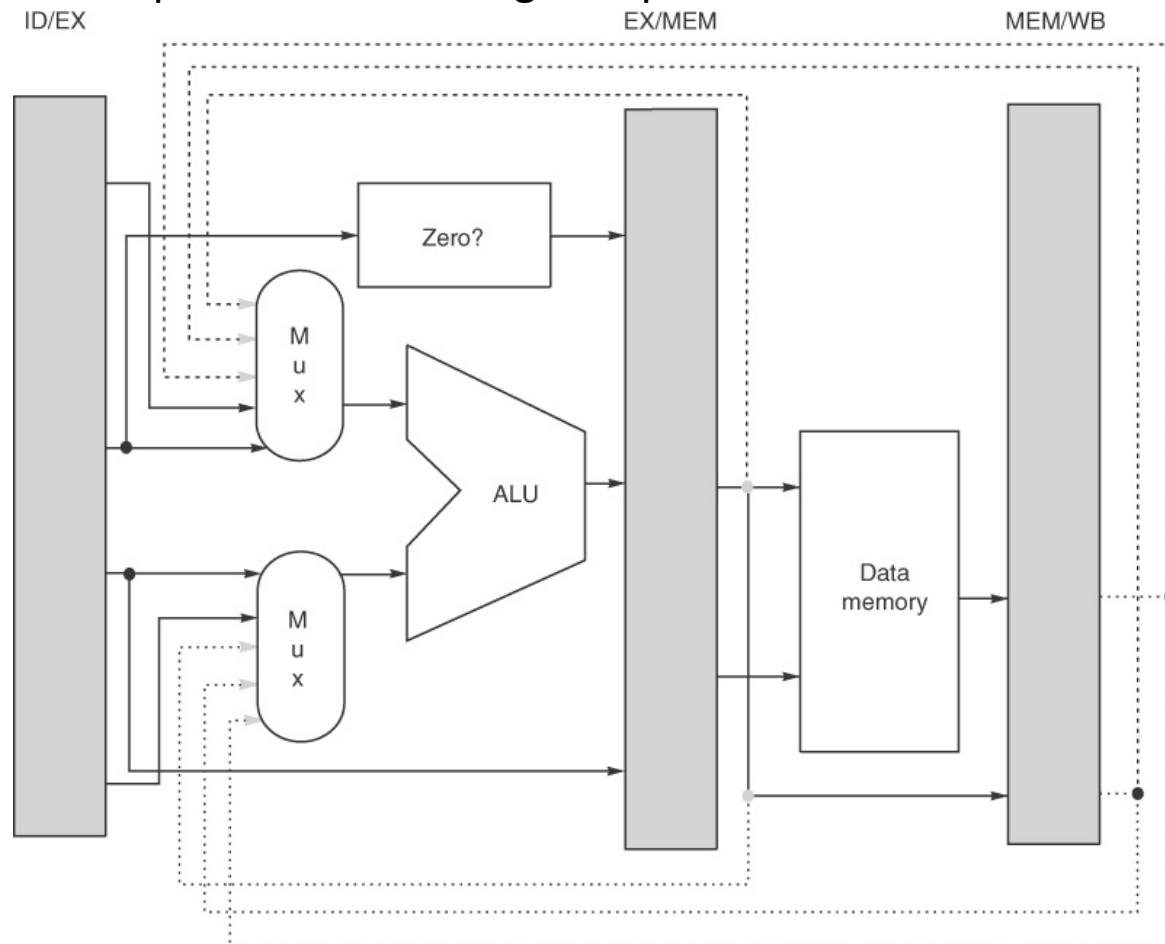 ID/EX
EX/MEM
MEM/WB
Zero?
M
u
x
ALU
M
u
x
Data
memory